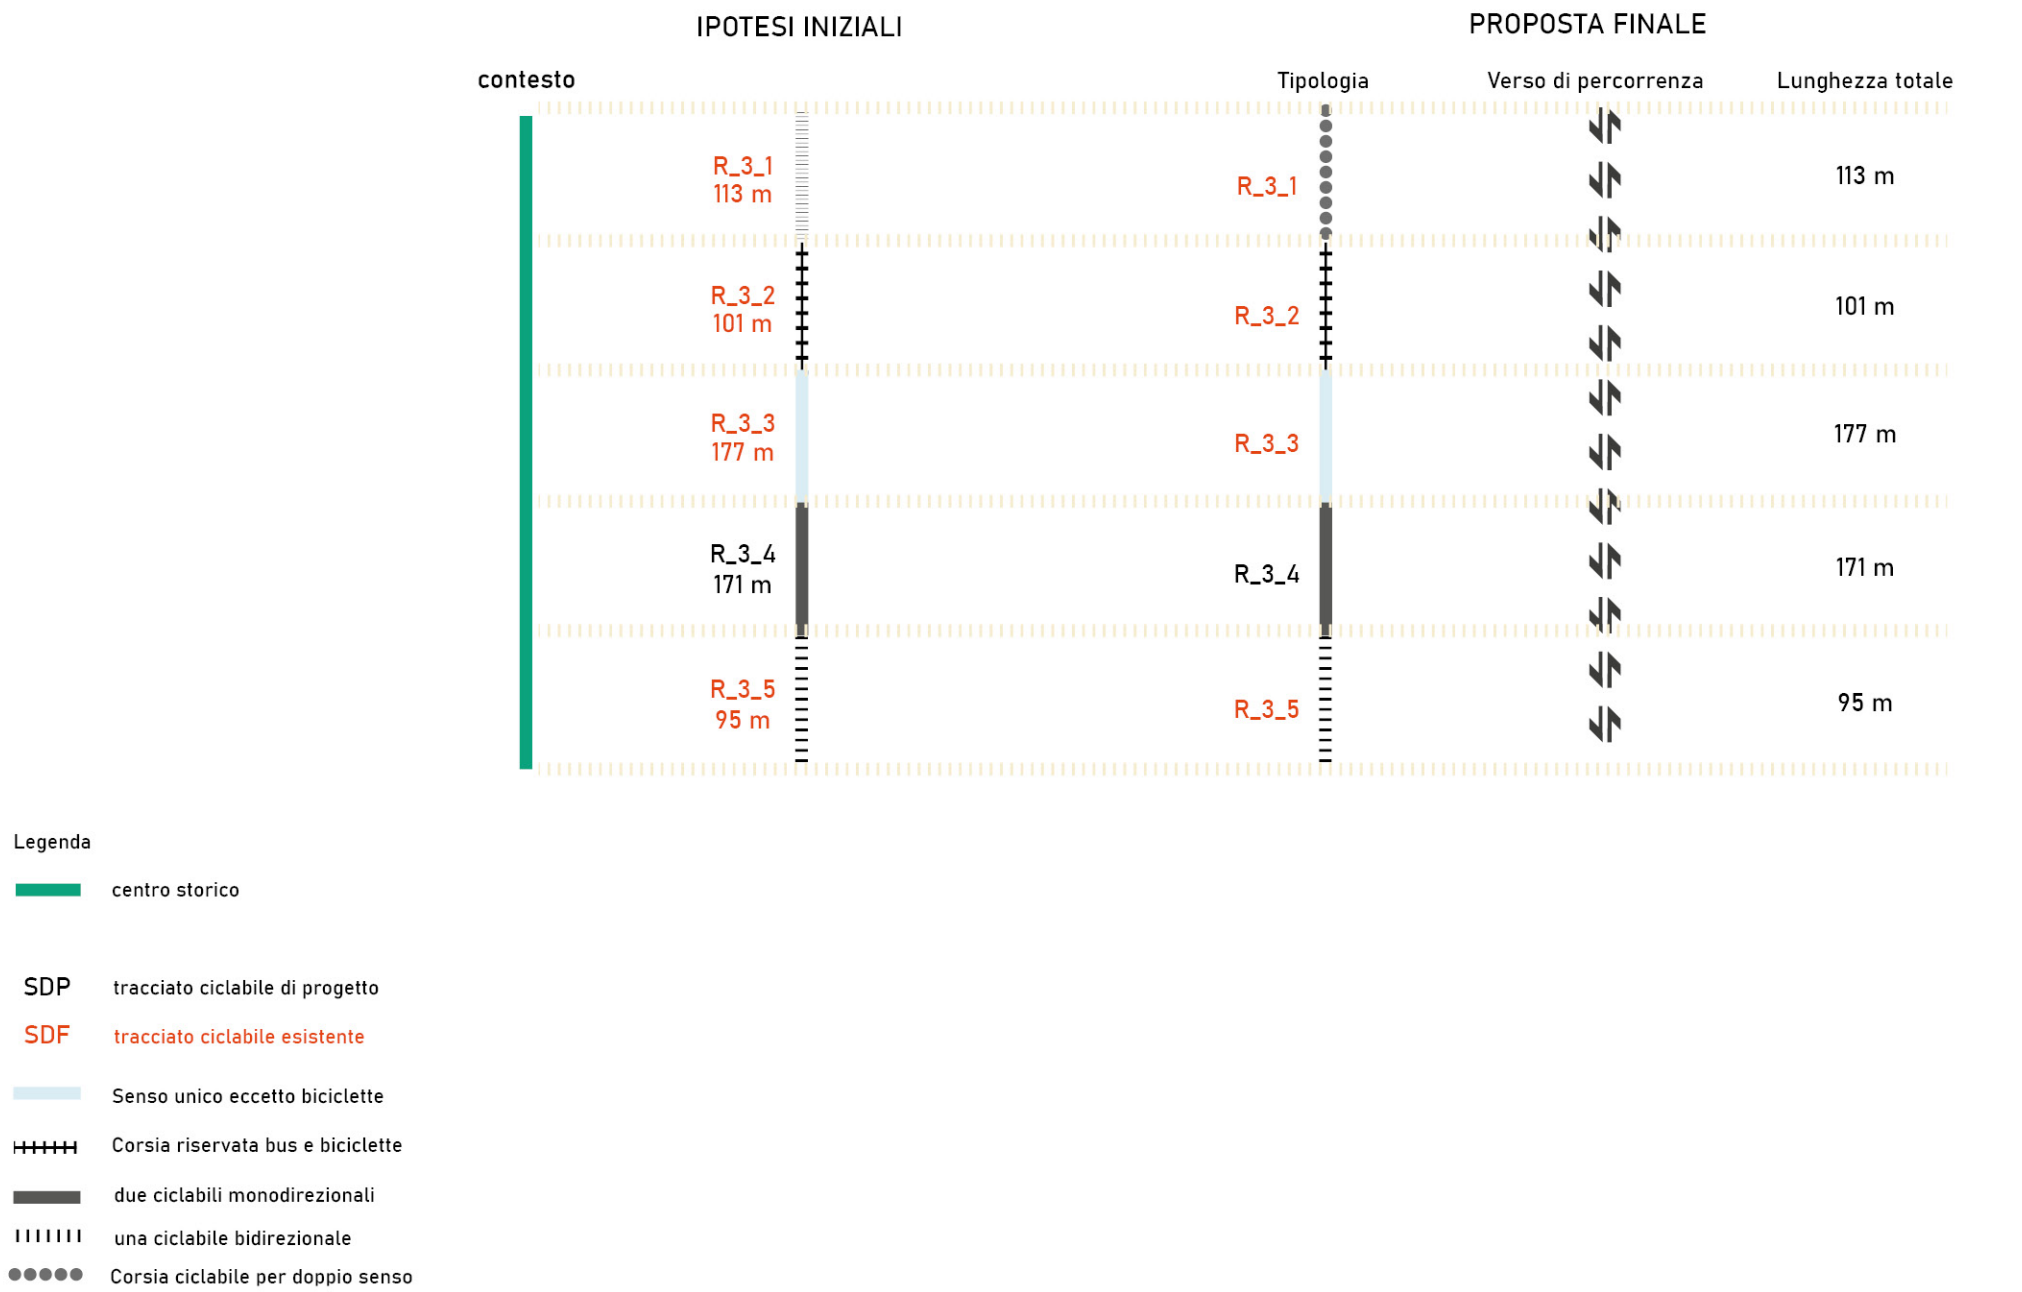 IPOTESI INIZIALI
PROPOSTA FINALE
contesto
Tipologia
Verso di percorrenza
Lunghezza totale
R_3_1
113 m
R_3_1
113 m
R_3_2
101 m
R_3_2
101 m
R_3_3
177 m
R_3_3
177 m
R_3_4
171 m
R_3_4
171 m
R_3_5
95 m
R_3_5
95 m
Legenda
centro storico
SDP tracciato ciclabile di progetto
SDF tracciato ciclabile esistente
Senso unico eccetto biciclette
Corsia riservata bus e biciclette
due ciclabili monodirezionali
una ciclabile bidirezionale
Corsia ciclabile per doppio senso